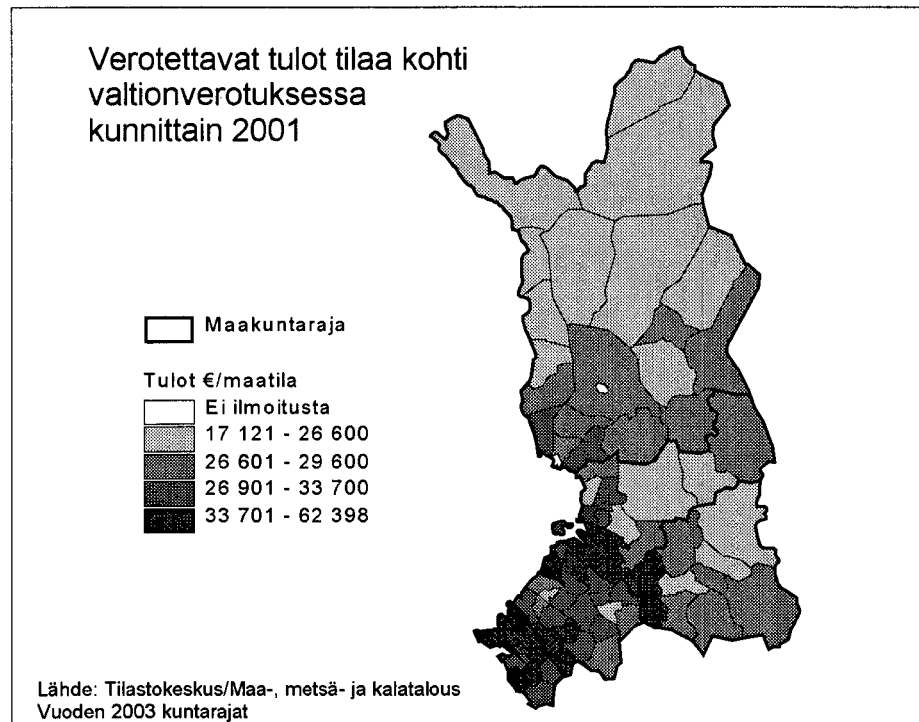 Verotettavat tulot tilaa kohti
valtionverotuksessa
kunnittain 2001
Maakuntaraja
Tulot €/maatila
Ei ilmoitusta
17 121 - 26 600
26 601 - 29 600
26 901 - 33 700
33 701 - 62 398
Lähde: Tilastokeskus/Maa-, metsä- ja kalatalous
Vuoden 2003 kuntarajat